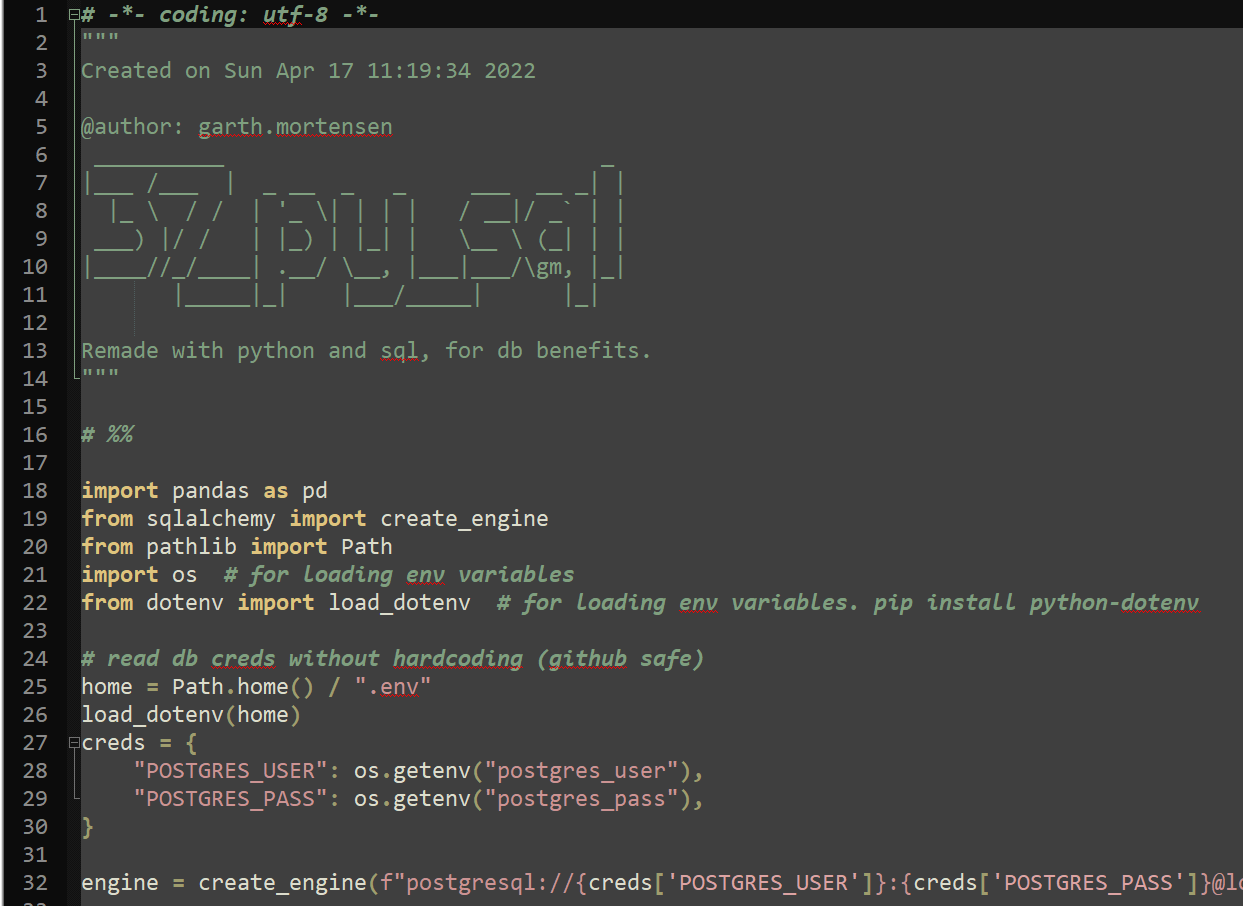 1 # -*- coding: utf-8 -*-
2 """
3 Created on Sun Apr 17 11:19:34 2022
4
5 @author: garth.mortensen
6  __________                             _
7 |___ /___  |  _ __  _   _     ___  __ _| |
8   |_ \  / /  | '_ \| | | |   / __|/ _` | |
9  ___) |/ /   | |_) | |_| |   \__ \ (_| | |
10 |____//_/____| .__/ \__, |___|___/\gm, |_|
11        |_____|_|    |___/_____|      |_|
12
13 Remade with python and sql, for db benefits.
14 """
15
16 # %%
17
18 import pandas as pd
19 from sqlalchemy import create_engine
20 from pathlib import Path
21 import os  # for loading env variables
22 from dotenv import load_dotenv  # for loading env variables. pip install python-dotenv
23
24 # read db creds without hardcoding (github safe)
25 home = Path.home() / ".env"
26 load_dotenv(home)
27 creds = {
28     "POSTGRES_USER": os.getenv("postgres_user"),
29     "POSTGRES_PASS": os.getenv("postgres_pass"),
30 }
31
32 engine = create_engine(f"postgresql://{creds['POSTGRES_USER']}:{creds['POSTGRES_PASS']}@lo